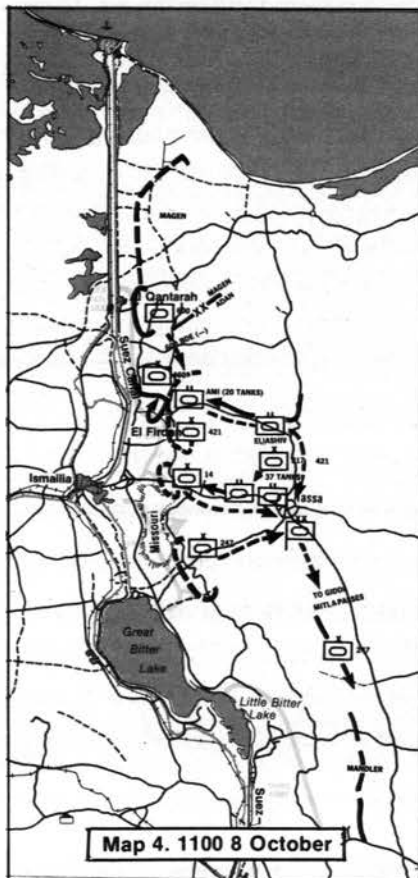 MAGEN
Qantarah
MAGEN
ADAN
BDE (—)
Suez Canal
AMI (20 TANKS)
El Firdan
421
ELIASHIV
Ismailia
421
14
37 TANKS
Tassa
Missouri
247
TO GIDDI
MITLA PASSES
Great
Bitter
Lake
Little Bitter
Lake
MANDLER
Suez
Map 4. 1100 8 October